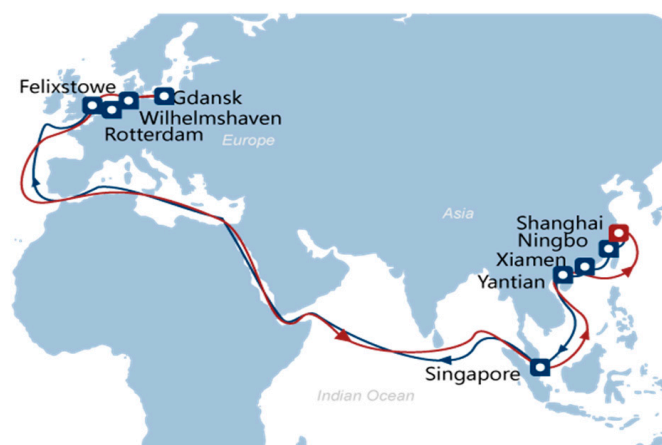 Felixstowe
Gdansk
Wilhelmshaven
Rotterdam
Europe
Asia
Shanghai
Ningbo
Xiamen
Yantian
Singapore
Indian Ocean